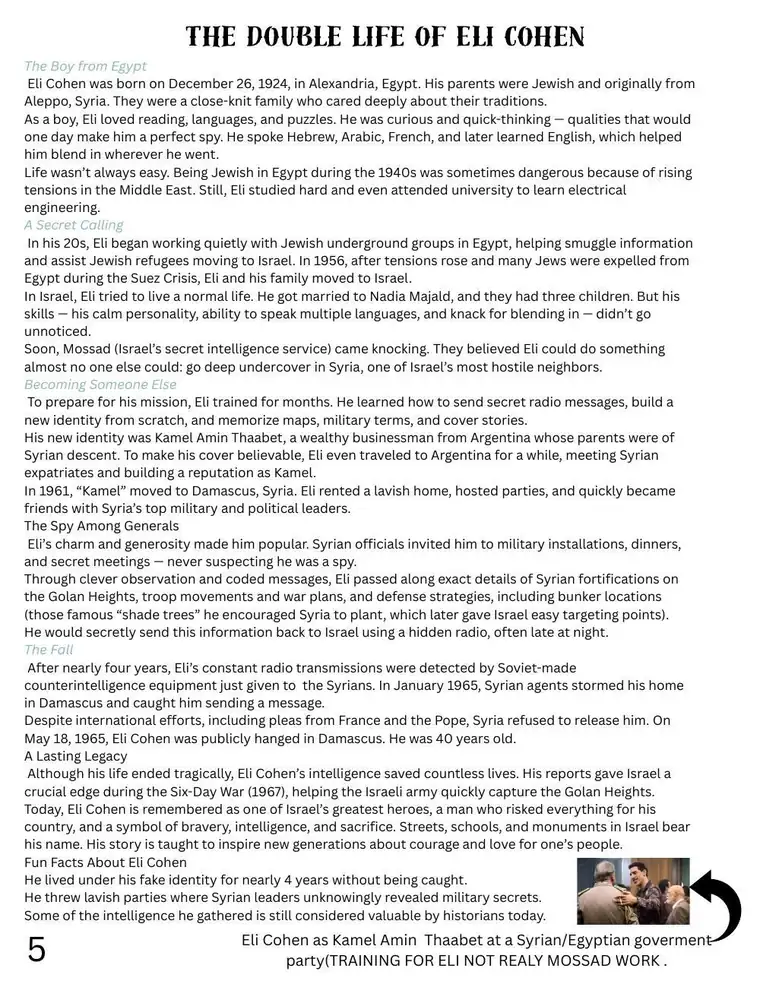 THE DOUBLE LIFE OF ELI COHEN
The Boy from Egypt
Eli Cohen was born on December 26, 1924, in Alexandria, Egypt. His parents were Jewish and originally from
Aleppo, Syria. They were a close-knit family who cared deeply about their traditions.
As a boy, Eli loved reading, languages, and puzzles. He was curious and quick-thinking — qualities that would
one day make him a perfect spy. He spoke Hebrew, Arabic, French, and later learned English, which helped
him blend in wherever he went.
Life wasn't always easy. Being Jewish in Egypt during the 1940s was sometimes dangerous because of rising
tensions in the Middle East. Still, Eli studied hard and even attended university to learn electrical
engineering.
A Secret Calling
In his 20s, Eli began working quietly with Jewish underground groups in Egypt, helping smuggle information
and assist Jewish refugees moving to Israel. In 1956, after tensions rose and many Jews were expelled from
Egypt during the Suez Crisis, Eli and his family moved to Israel.
In Israel, Eli tried to live a normal life. He got married to Nadia Majald, and they had three children. But his
skills — his calm personality, ability to speak multiple languages, and knack for blending in — didn't go
unnoticed.
Soon, Mossad (Israel's secret intelligence service) came knocking. They believed Eli could do something
almost no one else could: go deep undercover in Syria, one of Israel's most hostile neighbors.
Becoming Someone Else
To prepare for his mission, Eli trained for months. He learned how to send secret radio messages, build a
new identity from scratch, and memorize maps, military terms, and cover stories.
His new identity was Kamel Amin Thaabet, a wealthy businessman from Argentina whose parents were of
Syrian descent. To make his cover believable, Eli even traveled to Argentina for a while, meeting Syrian
expatriates and building a reputation as Kamel.
In 1961, "Kamel" moved to Damascus, Syria. Eli rented a lavish home, hosted parties, and quickly became
friends with Syria's top military and political leaders.
The Spy Among Generals
Eli's charm and generosity made him popular. Syrian officials invited him to military installations, dinners,
and secret meetings — never suspecting he was a spy.
Through clever observation and coded messages, Eli passed along exact details of Syrian fortifications on
the Golan Heights, troop movements and war plans, and defense strategies, including bunker locations
(those famous "shade trees" he encouraged Syria to plant, which later gave Israel easy targeting points).
He would secretly send this information back to Israel using a hidden radio, often late at night.
The Fall
After nearly four years, Eli's constant radio transmissions were detected by Soviet-made
counterintelligence equipment just given to the Syrians. In January 1965, Syrian agents stormed his home
in Damascus and caught him sending a message.
Despite international efforts, including pleas from France and the Pope, Syria refused to release him. On
May 18, 1965, Eli Cohen was publicly hanged in Damascus. He was 40 years old.
A Lasting Legacy
Although his life ended tragically, Eli Cohen's intelligence saved countless lives. His reports gave Israel a
crucial edge during the Six-Day War (1967), helping the Israeli army quickly capture the Golan Heights.
Today, Eli Cohen is remembered as one of Israel's greatest heroes, a man who risked everything for his
country, and a symbol of bravery, intelligence, and sacrifice. Streets, schools, and monuments in Israel bear
his name. His story is taught to inspire new generations about courage and love for one's people.
Fun Facts About Eli Cohen
He lived under his fake identity for nearly 4 years without being caught.
He threw lavish parties where Syrian leaders unknowingly revealed military secrets.
Some of the intelligence he gathered is still considered valuable by historians today.
5
Eli Cohen as Kamel Amin Thaabet at a Syrian/Egyptian goverment
party(TRAINING FOR ELI NOT REALY MOSSAD WORK .